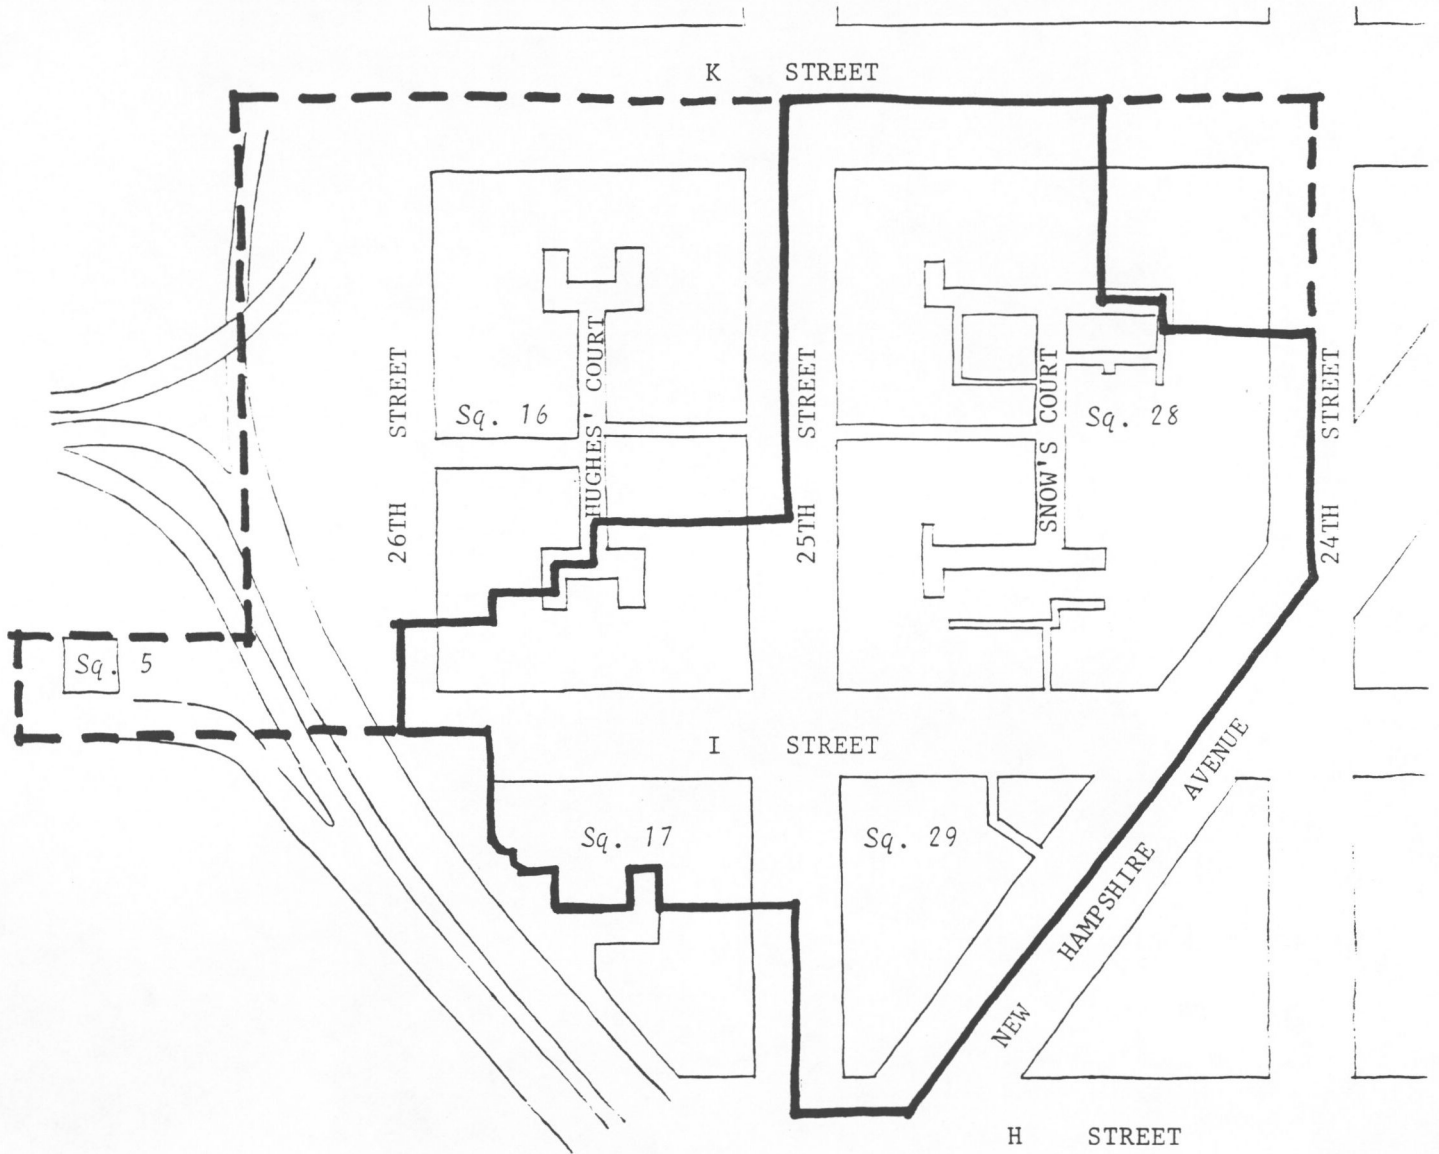 K STREET
26TH STREET
HUGHES' COURT
25TH STREET
SNOW'S COURT
24TH STREET
Sq. 16
Sq. 28
Sq. 5
I STREET
Sq. 17
Sq. 29
NEW HAMPSHIRE AVENUE
H STREET